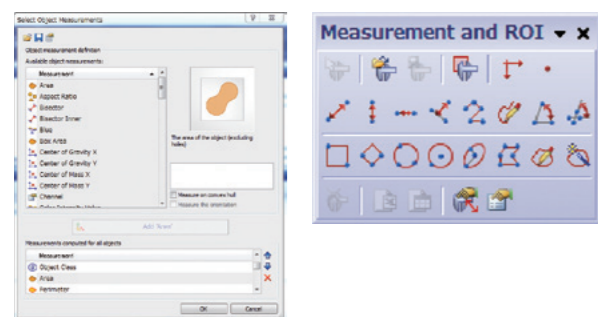 Select Object Measurements
Object measurement definition
Available object measurements:
Measurement
Area
Aspect Ratio
Bisector
Bisector Inner
Blue
Box Area
Center of Gravity X
Center of Gravity Y
Center of Mass X
Center of Mass Y
Channel
The area of the object (excluding
holes)
Measure on convex hull
Measure the orientation
Add 'Area'
Measurements computed for all objects
Measurement
Object Class
Area
Perimeter
OK Cancel
Measurement and ROI